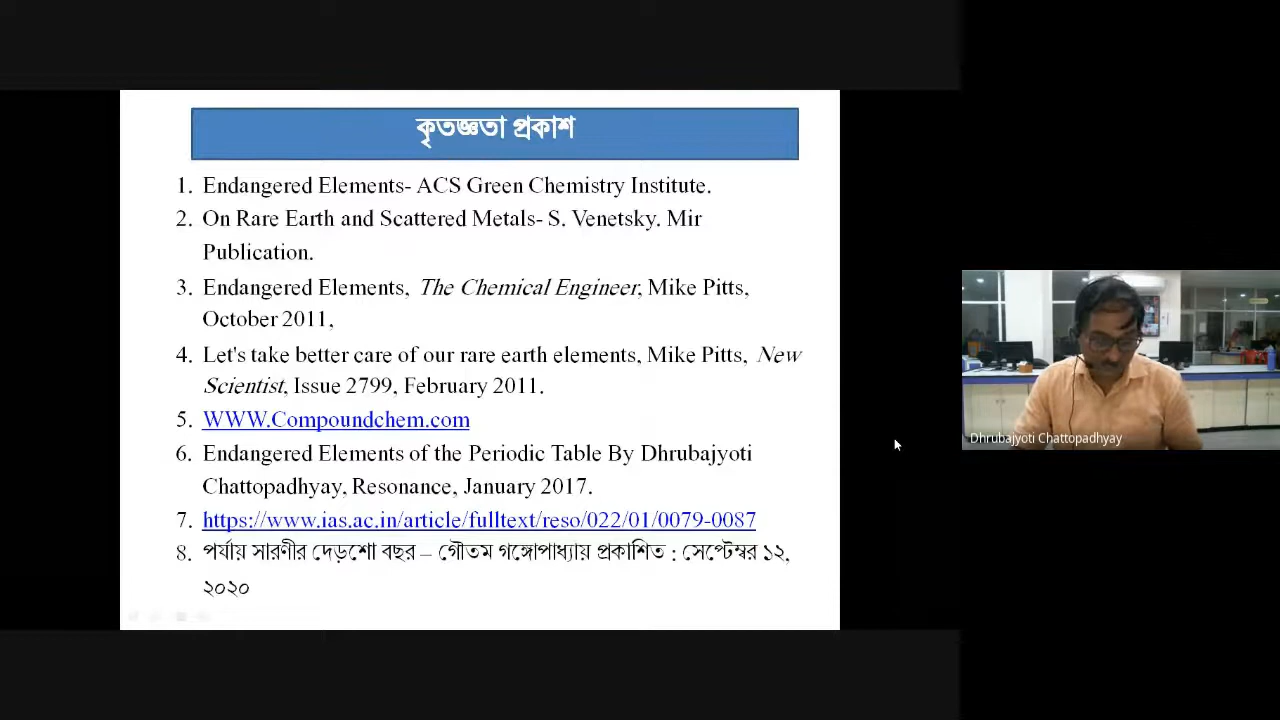 কৃতজ্ঞতা প্রকাশ
1. Endangered Elements- ACS Green Chemistry Institute.
2. On Rare Earth and Scattered Metals- S. Venetsky. Mir
Publication.
3. Endangered Elements, The Chemical Engineer, Mike Pitts,
October 2011,
4. Let's take better care of our rare earth elements, Mike Pitts, New
Scientist, Issue 2799, February 2011.
5. WWW.Compoundchem.com
6. Endangered Elements of the Periodic Table By Dhrubajyoti
Chattopadhyay, Resonance, January 2017.
7. https://www.ias.ac.in/article/fulltext/reso/022/01/0079-0087
8. পর্যায় সারণীর দেড়শো বছর – গৌতম গঙ্গোপাধ্যায় প্রকাশিত : সেপ্টেম্বর ১২,
২০২০
Dhrubajyoti Chattopadhyay